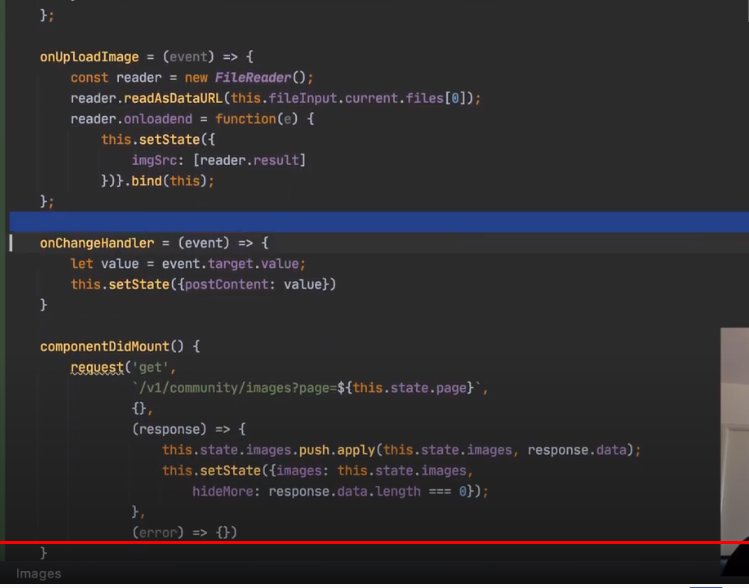 };
onUploadImage = (event) => {
const reader = new FileReader();
reader.readAsDataURL(this.fileInput.current.files[0]);
reader.onloadend = function(e) {
this.setState({
imgSrc: [reader.result]
})}.bind(this);
};
onChangeHandler = (event) => {
let value = event.target.value;
this.setState({postContent: value})
}
componentDidMount() {
request('get',
`/v1/community/images?page=${this.state.page}`,
{},
(response) => {
this.state.images.push.apply(this.state.images, response.data);
this.setState({images: this.state.images,
hideMore: response.data.length === 0});
},
(error) => {})
}
Images